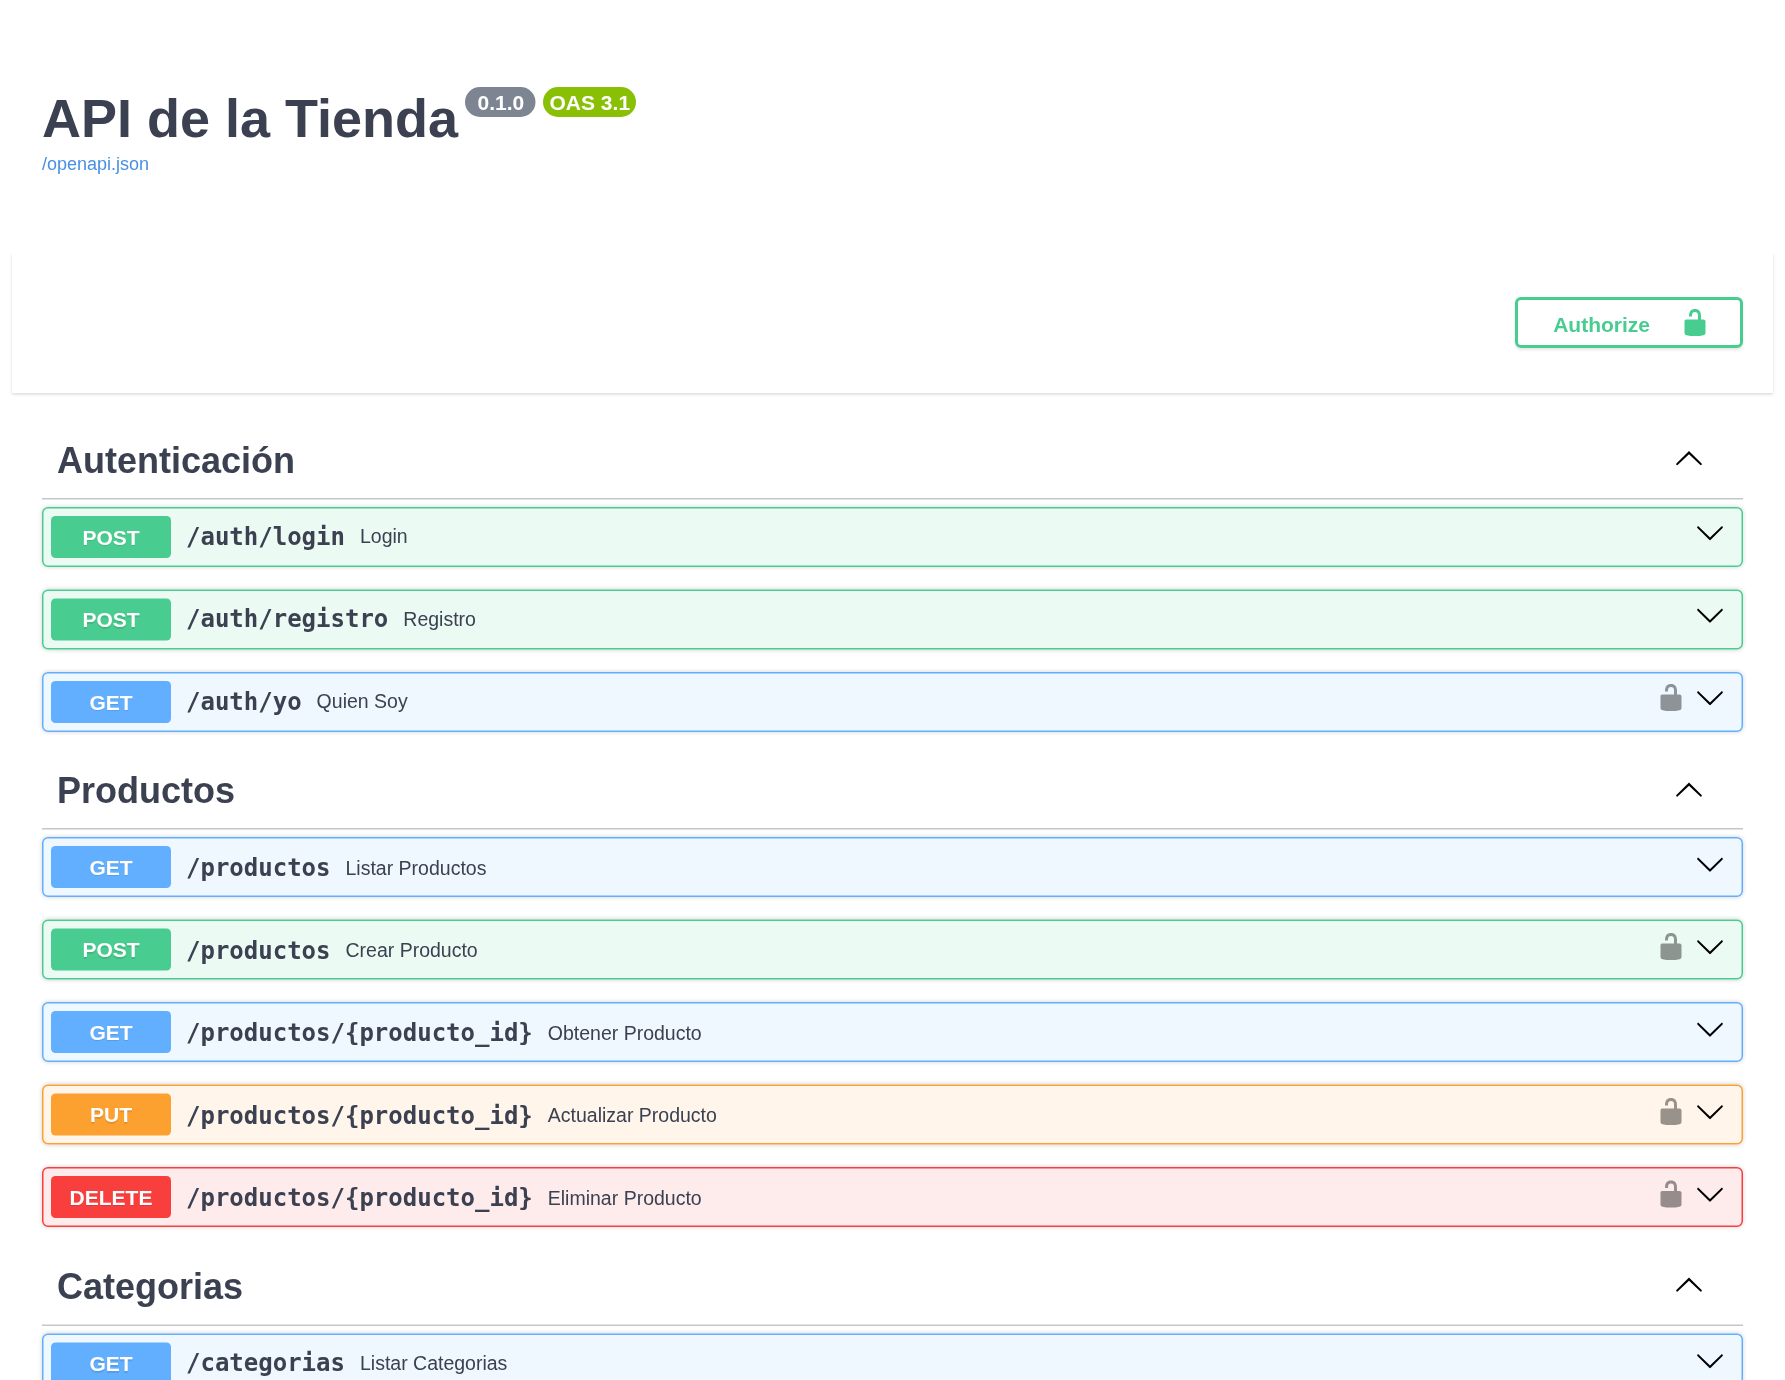 API de la Tienda 0.1.0 OAS 3.1
/openapi.json
Authorize
Autenticación
POST /auth/login Login
POST /auth/registro Registro
GET /auth/yo Quien Soy
Productos
GET /productos Listar Productos
POST /productos Crear Producto
GET /productos/{producto_id} Obtener Producto
PUT /productos/{producto_id} Actualizar Producto
DELETE /productos/{producto_id} Eliminar Producto
Categorias
GET /categorias Listar Categorias